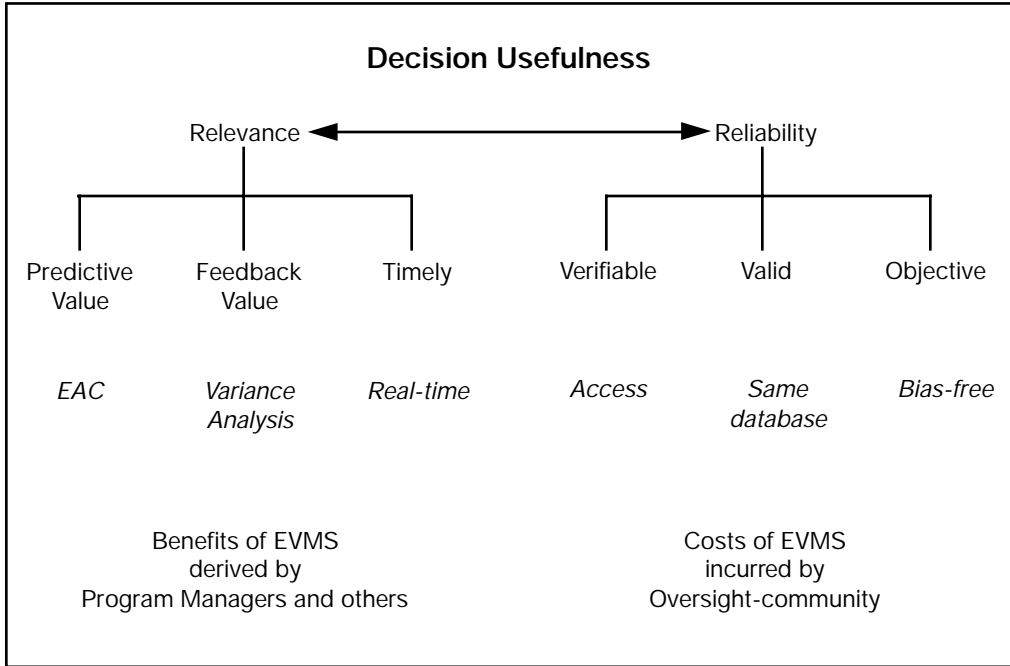 Decision Usefulness
Relevance
Reliability
Predictive
Value
Feedback
Value
Timely
Verifiable
Valid
Objective
EAC
Variance
Analysis
Real-time
Access
Same
database
Bias-free
Benefits of EVMS
derived by
Program Managers and others
Costs of EVMS
incurred by
Oversight-community